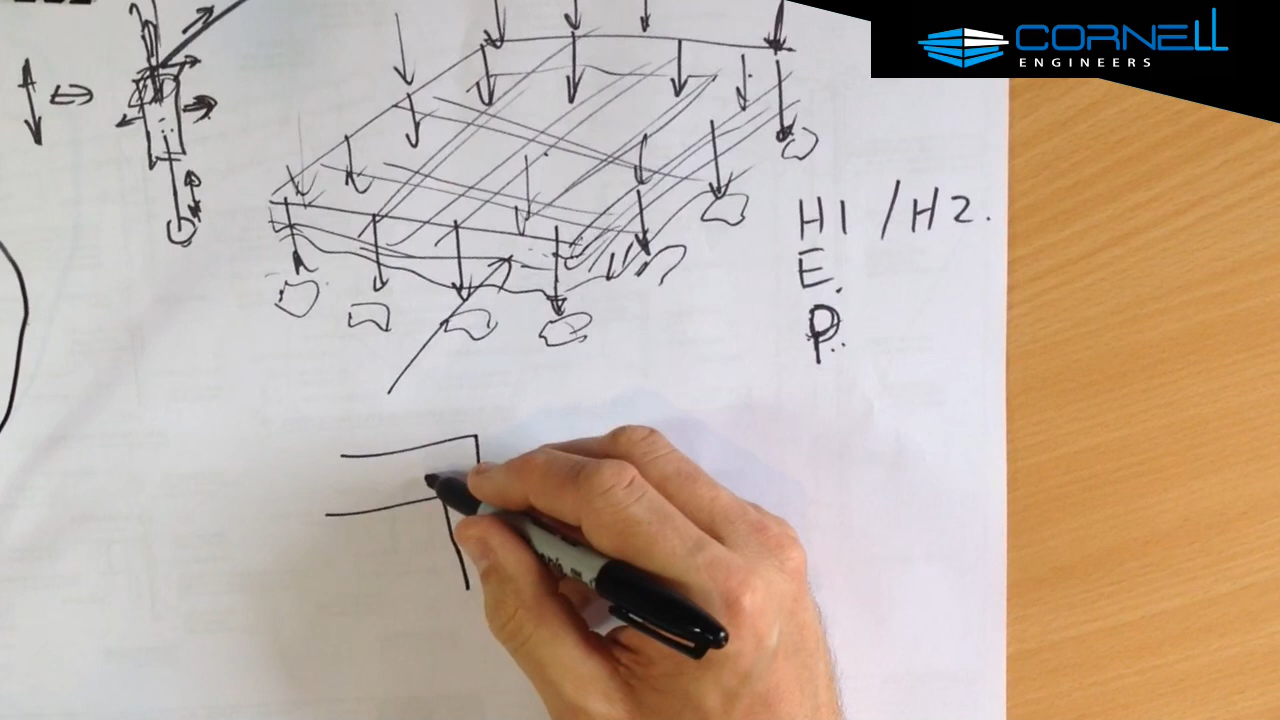 CORNELL
ENGINEERS
H1 / H2.
E.
P.